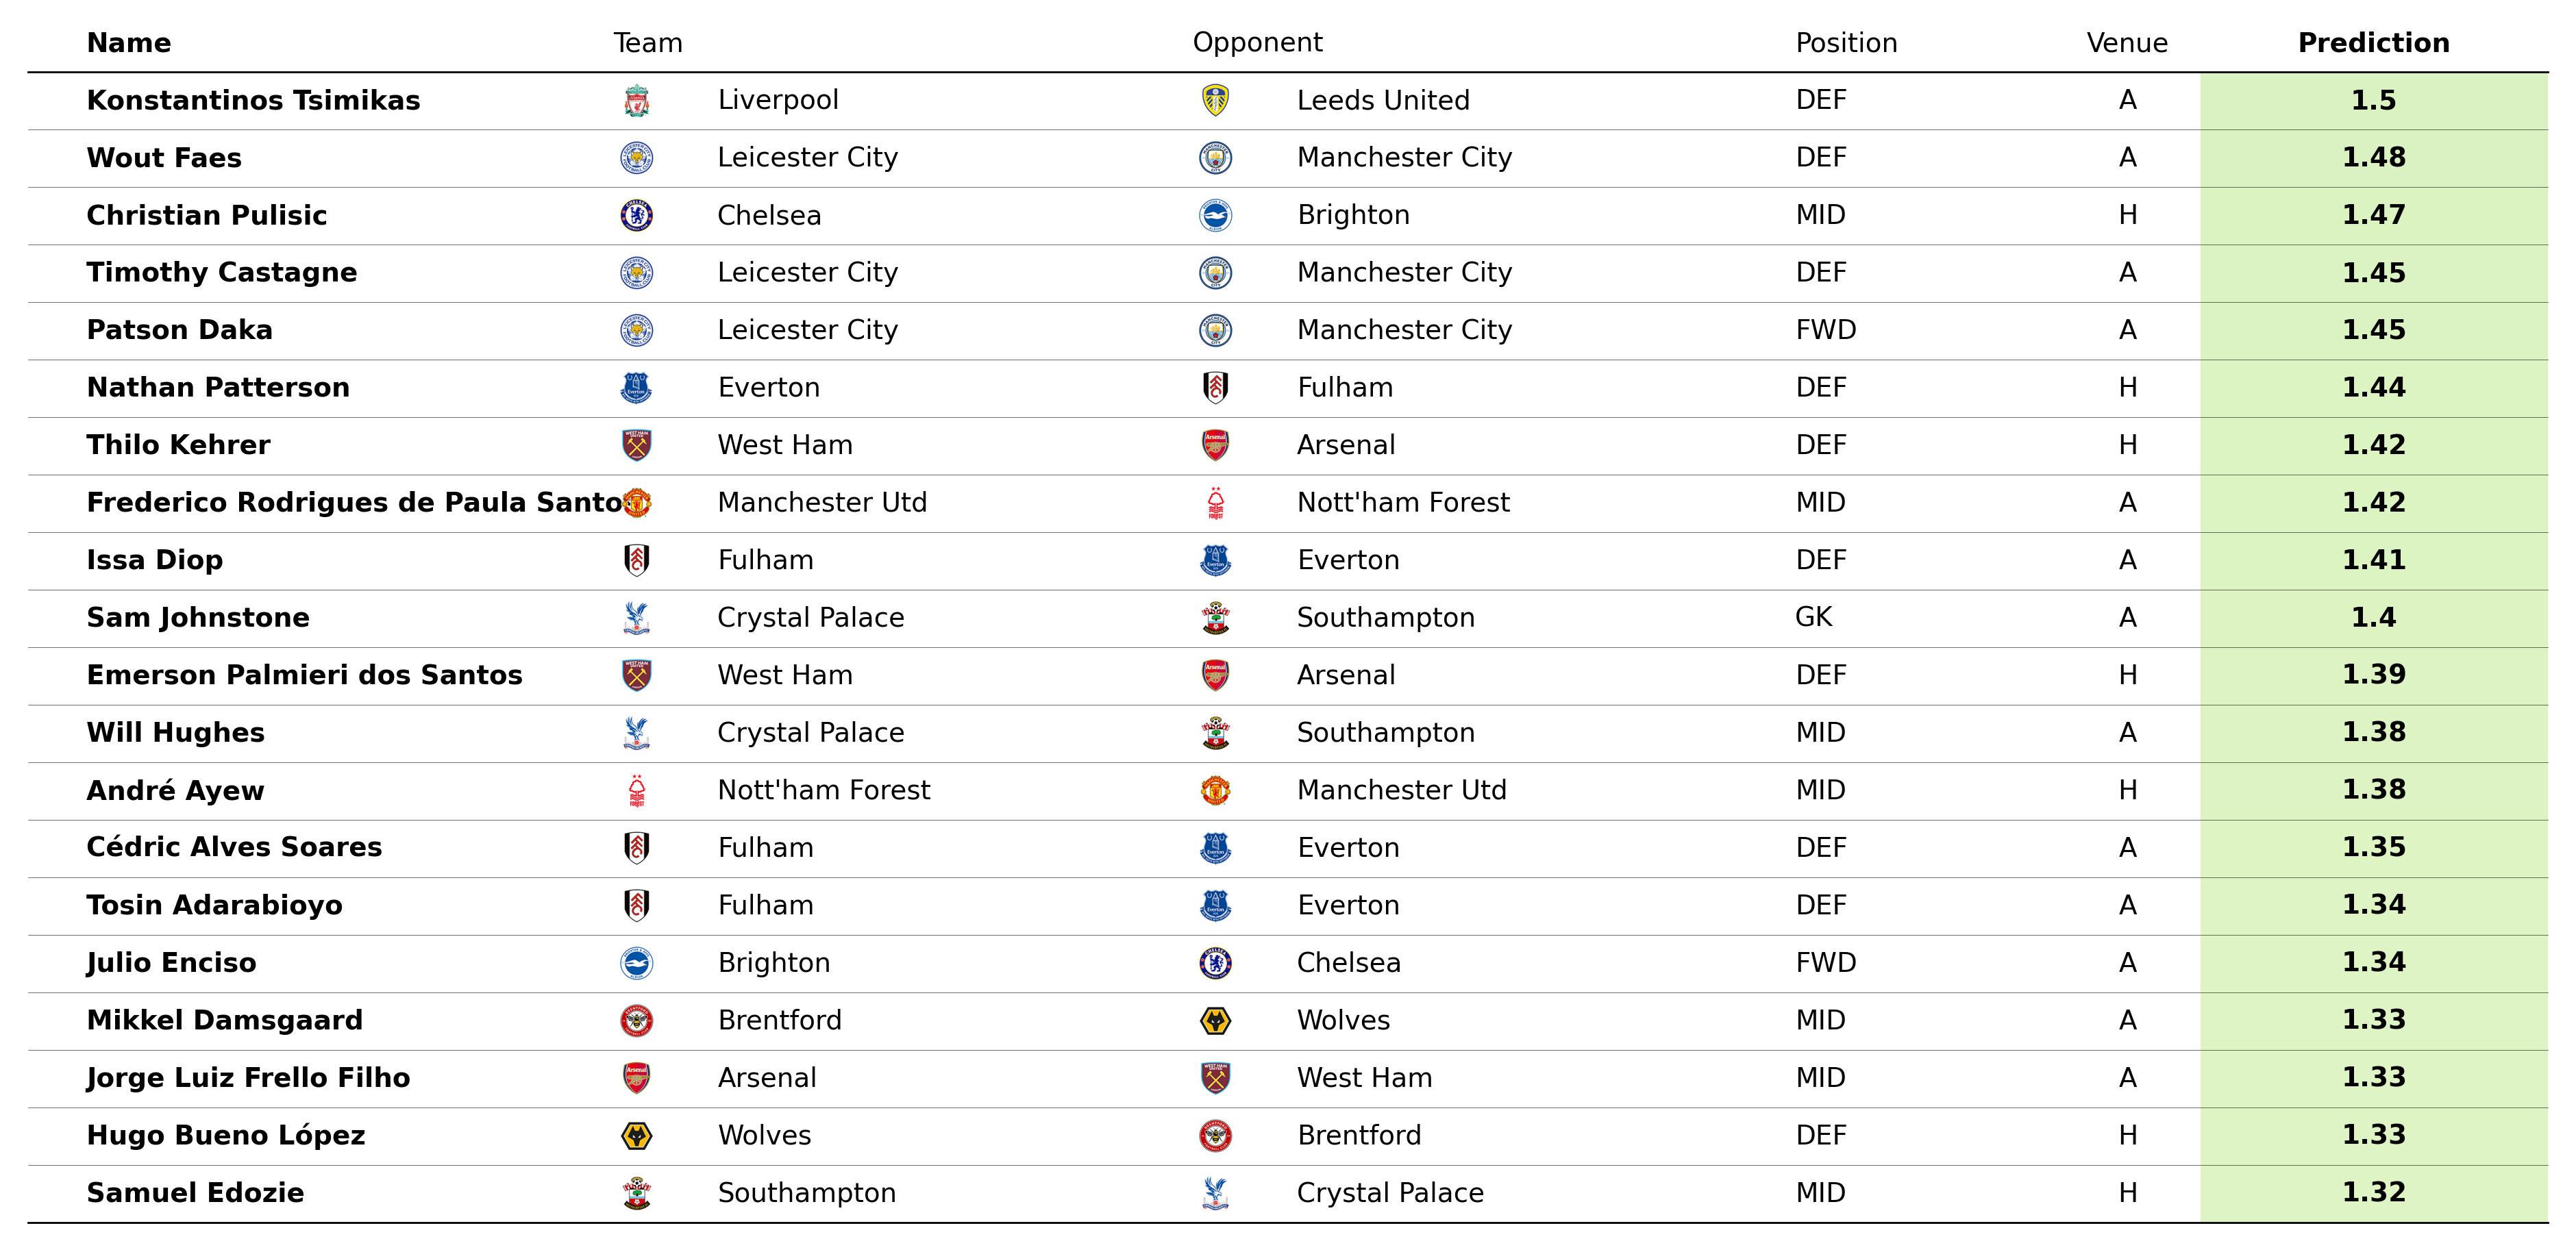 Name Team Opponent Position Venue Prediction
Konstantinos Tsimikas Liverpool Leeds United DEF A 1.5
Wout Faes Leicester City Manchester City DEF A 1.48
Christian Pulisic Chelsea Brighton MID H 1.47
Timothy Castagne Leicester City Manchester City DEF A 1.45
Patson Daka Leicester City Manchester City FWD A 1.45
Nathan Patterson Everton Fulham DEF H 1.44
Thilo Kehrer West Ham Arsenal DEF H 1.42
Frederico Rodrigues de Paula Santo Manchester Utd Nott'ham Forest MID A 1.42
Issa Diop Fulham Everton DEF A 1.41
Sam Johnstone Crystal Palace Southampton GK A 1.4
Emerson Palmieri dos Santos West Ham Arsenal DEF H 1.39
Will Hughes Crystal Palace Southampton MID A 1.38
André Ayew Nott'ham Forest Manchester Utd MID H 1.38
Cédric Alves Soares Fulham Everton DEF A 1.35
Tosin Adarabioyo Fulham Everton DEF A 1.34
Julio Enciso Brighton Chelsea FWD A 1.34
Mikkel Damsgaard Brentford Wolves MID A 1.33
Jorge Luiz Frello Filho Arsenal West Ham MID A 1.33
Hugo Bueno López Wolves Brentford DEF H 1.33
Samuel Edozie Southampton Crystal Palace MID H 1.32